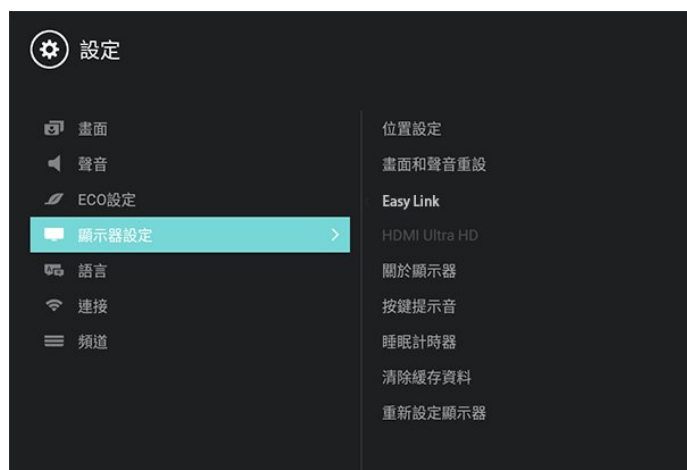 設定
畫面
聲音
ECO設定
顯示器設定
語言
連接
頻道
位置設定
畫面和聲音重設
Easy Link
HDMI Ultra HD
關於顯示器
按鍵提示音
睡眠計時器
清除緩存資料
重新設定顯示器